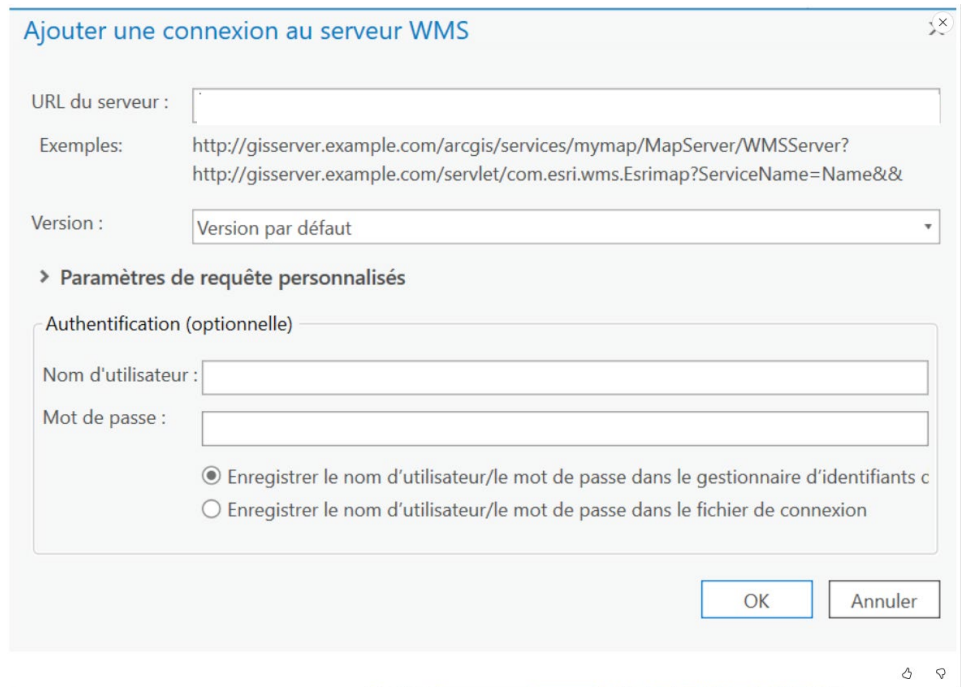 Ajouter une connexion au serveur WMS
URL du serveur :
Exemples: http://gisserver.example.com/arcgis/services/mymap/MapServer/WMSServer?
http://gisserver.example.com/servlet/com.esri.wms.Esrimap?ServiceName=Name&&
Version : Version par défaut
Paramètres de requête personnalisés
Authentification (optionnelle)
Nom d'utilisateur :
Mot de passe :
Enregistrer le nom d’utilisateur/le mot de passe dans le gestionnaire d’identifiants c
Enregistrer le nom d’utilisateur/le mot de passe dans le fichier de connexion
OK Annuler